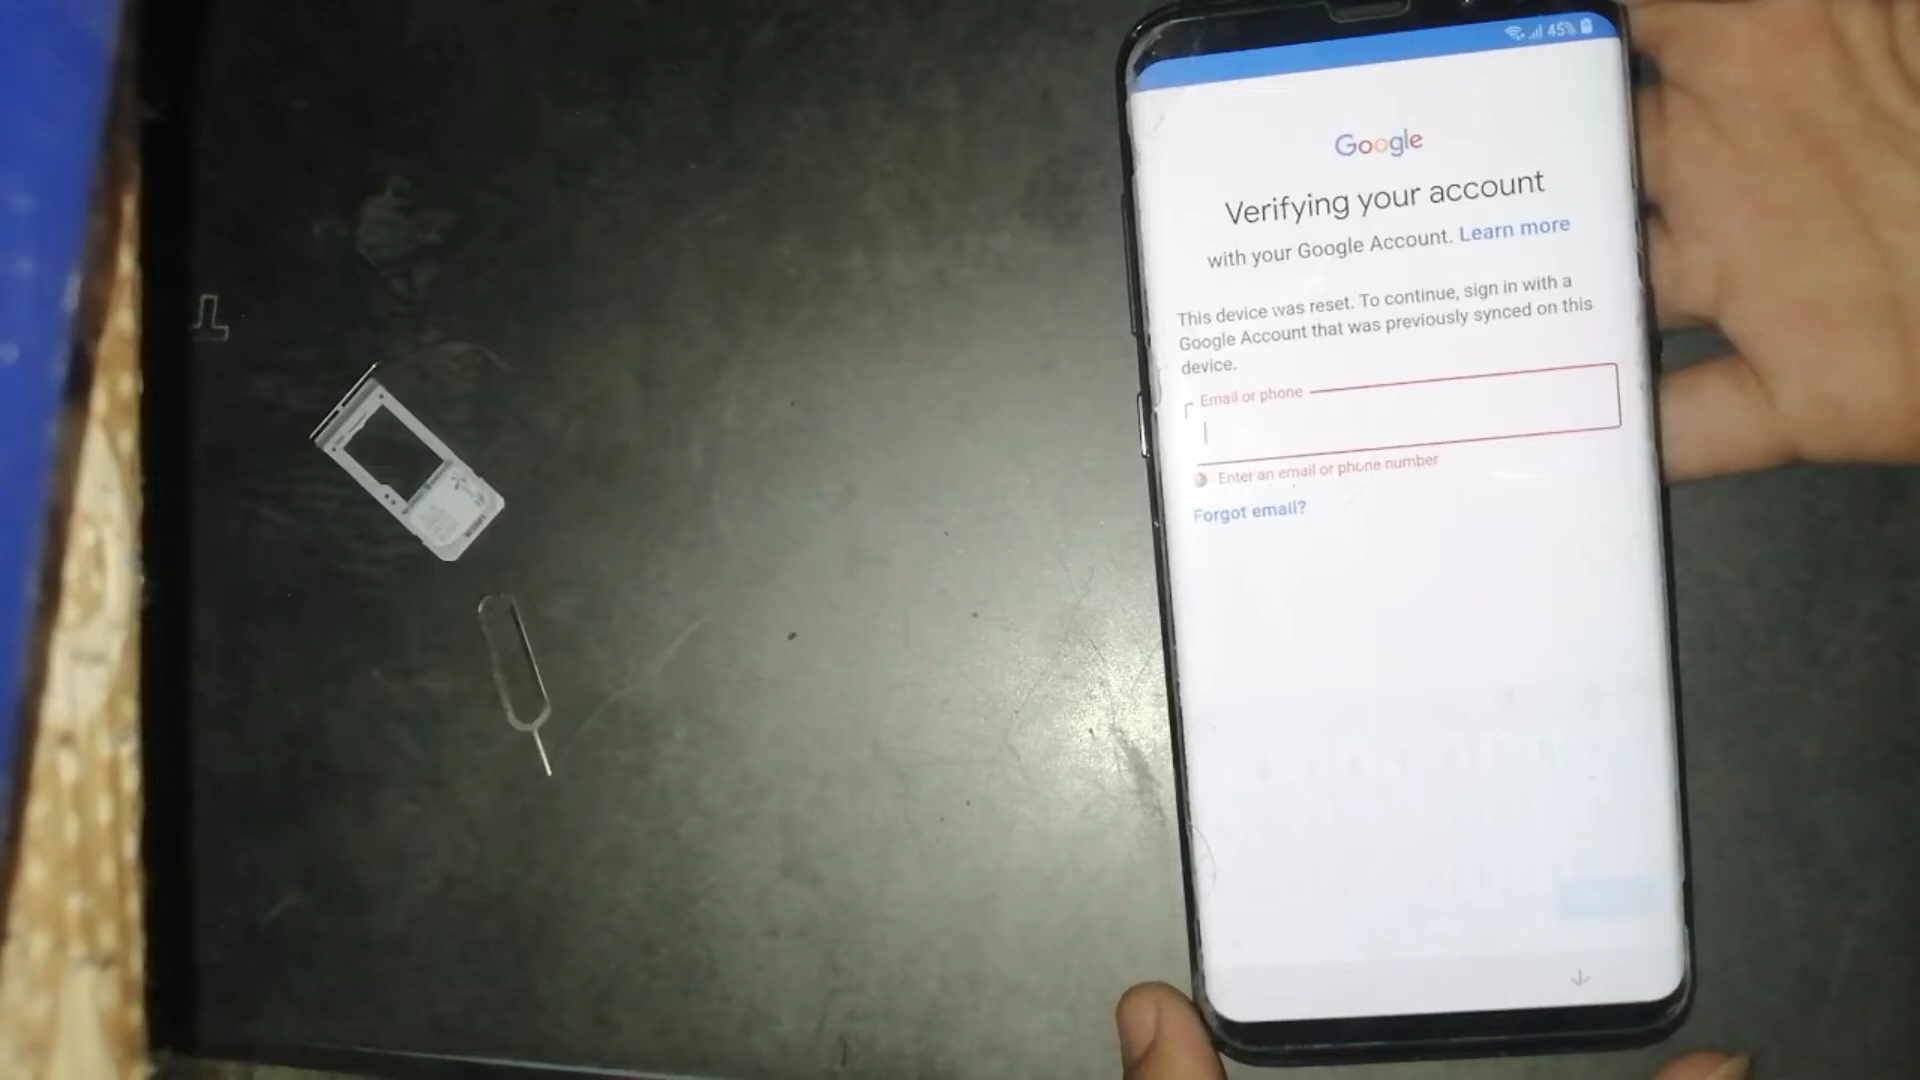 45%
Google
Verifying your account
with your Google Account. Learn more
This device was reset. To continue, sign in with a
Google Account that was previously synced on this
device.
Email or phone
Enter an email or phone number
Forgot email?